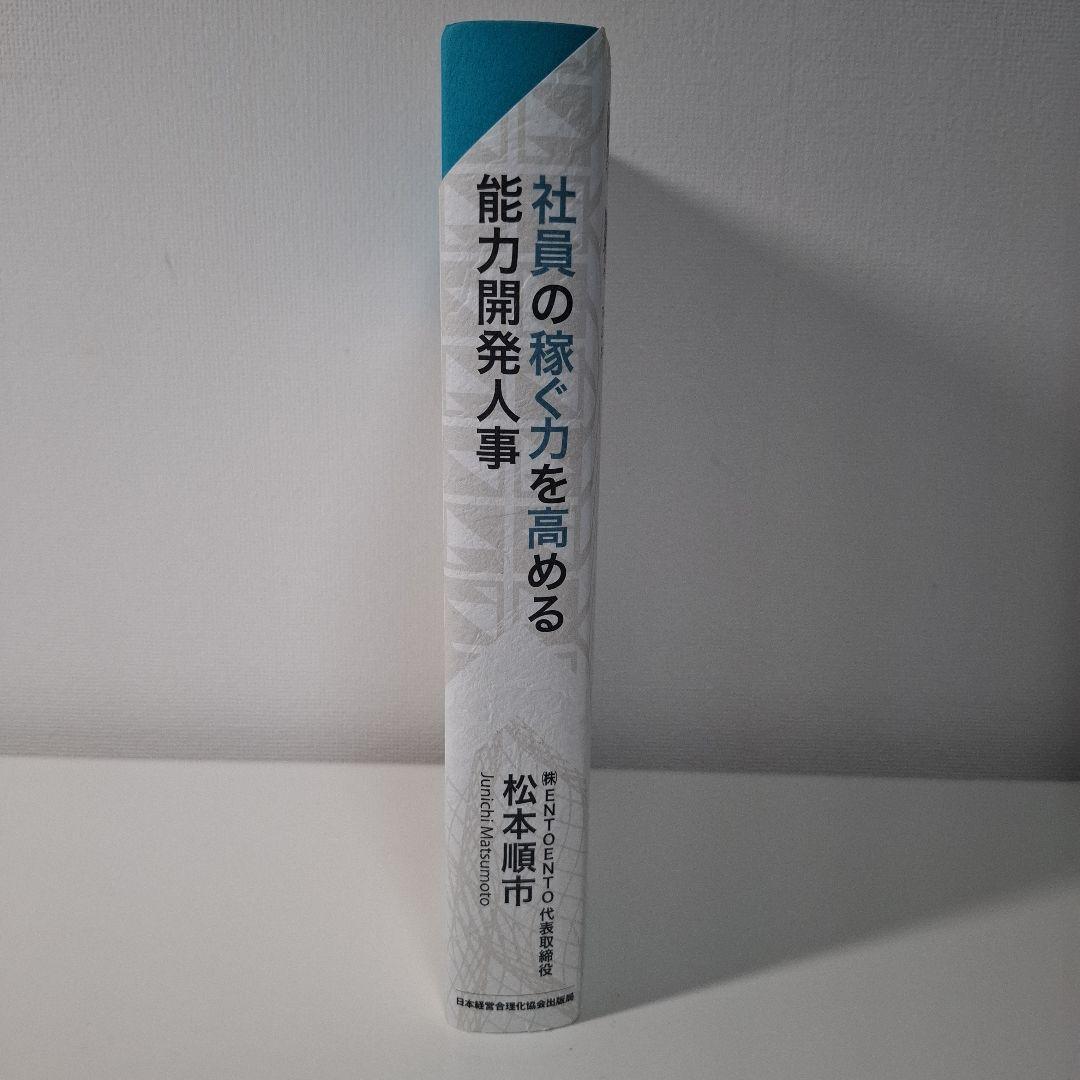 社員の稼ぐ力を高める
能力開発人事
㈱ENTOENTO代表取締役
松本順市
Junichi Matsumoto
日本経営合理化協会出版局